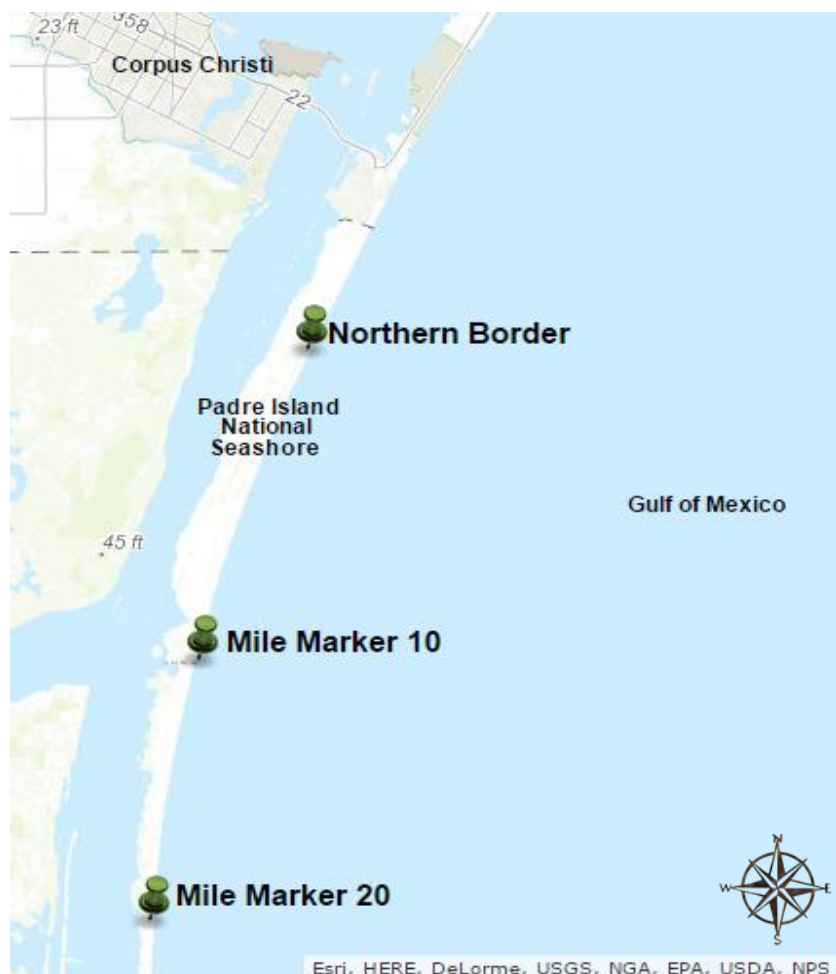 23 ft
358
Corpus Christi
22
Northern Border
Padre Island
National
Seashore
Gulf of Mexico
45 ft
Mile Marker 10
Mile Marker 20
N
W
E
S
Esri, HERE, DeLorme, USGS, NGA, EPA, USDA, NPS